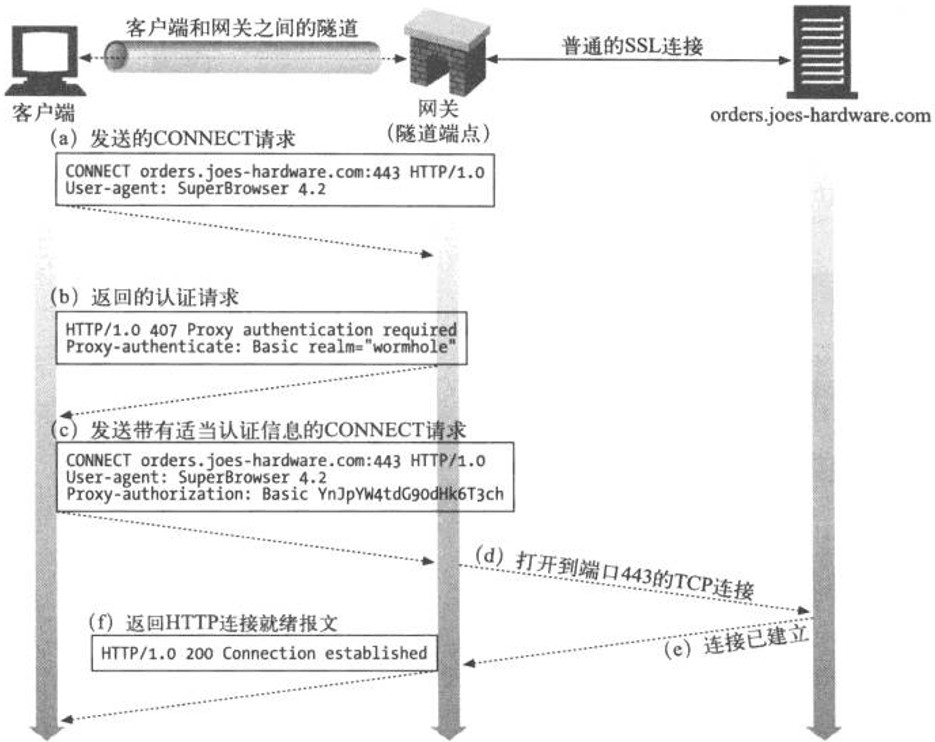 客户端和网关之间的隧道
普通的SSL连接
客户端
网关
（隧道端点）
orders.joes-hardware.com
（a）发送的CONNECT请求
CONNECT orders.joes-hardware.com:443 HTTP/1.0
User-agent: SuperBrowser 4.2
（b）返回的认证请求
HTTP/1.0 407 Proxy authentication required
Proxy-authenticate: Basic realm="wormhole"
（c）发送带有适当认证信息的CONNECT请求
CONNECT orders.joes-hardware.com:443 HTTP/1.0
User-agent: SuperBrowser 4.2
Proxy-authorization: Basic YnJpYW4tdG90dHk6T3ch
（d）打开到端口443的TCP连接
（e）连接已建立
（f）返回HTTP连接就绪报文
HTTP/1.0 200 Connection established